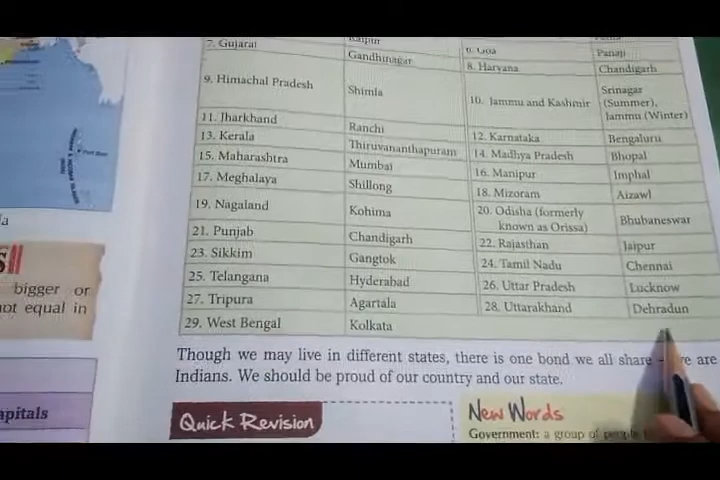 Raipur
7. Gujarat Gandhinagar 6. Goa Panaji
8. Haryana Chandigarh
9. Himachal Pradesh Shimla 10. Jammu and Kashmir Srinagar
(Summer),
Jammu (Winter)
11. Jharkhand Ranchi 12. Karnataka Bengaluru
13. Kerala Thiruvananthapuram 14. Madhya Pradesh Bhopal
15. Maharashtra Mumbai 16. Manipur Imphal
17. Meghalaya Shillong 18. Mizoram Aizawl
19. Nagaland Kohima 20. Odisha (formerly
known as Orissa) Bhubaneswar
21. Punjab Chandigarh 22. Rajasthan Jaipur
23. Sikkim Gangtok 24. Tamil Nadu Chennai
25. Telangana Hyderabad 26. Uttar Pradesh Lucknow
27. Tripura Agartala 28. Uttarakhand Dehradun
29. West Bengal Kolkata
Though we may live in different states, there is one bond we all share – are
Indians. We should be proud of our country and our state.
Quick Revision
New Words
Government: a group of people
bigger or
not equal in
apitals